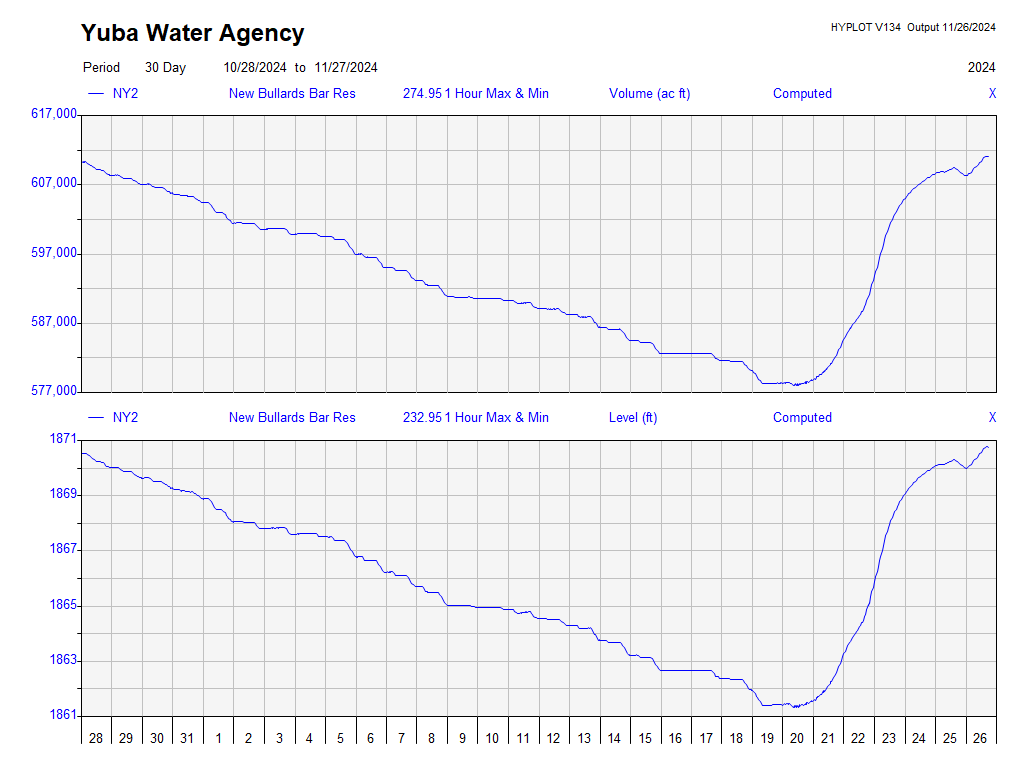 Yuba Water Agency
HYPLOT V134 Output 11/26/2024
Period 30 Day 10/28/2024 to 11/27/2024 2024
NY2 New Bullards Bar Res 274.95 1 Hour Max & Min Volume (ac ft) Computed X
617,000
607,000
597,000
587,000
577,000
NY2 New Bullards Bar Res 232.95 1 Hour Max & Min Level (ft) Computed X
1871
1869
1867
1865
1863
1861
28 29 30 31 1 2 3 4 5 6 7 8 9 10 11 12 13 14 15 16 17 18 19 20 21 22 23 24 25 26